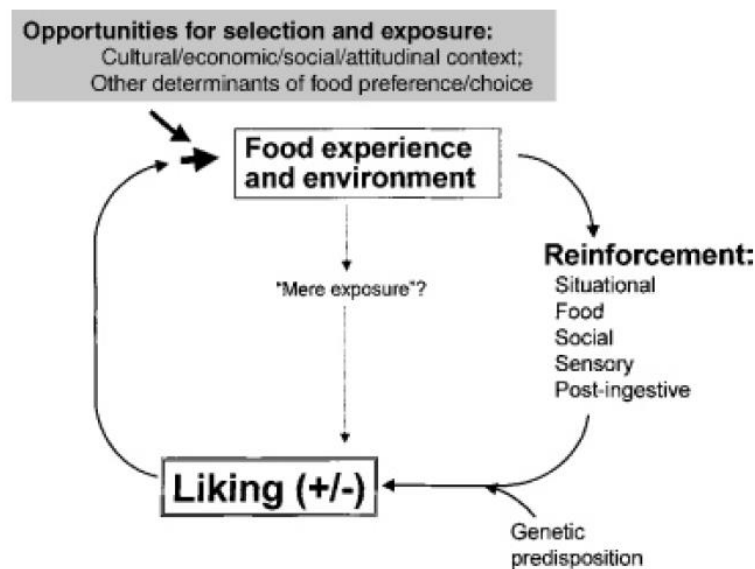 Opportunities for selection and exposure:
Cultural/economic/social/attitudinal context;
Other determinants of food preference/choice
Food experience
and environment
"Mere exposure"?
Reinforcement:
Situational
Food
Social
Sensory
Post-ingestive
Liking (+/-)
Genetic
predisposition